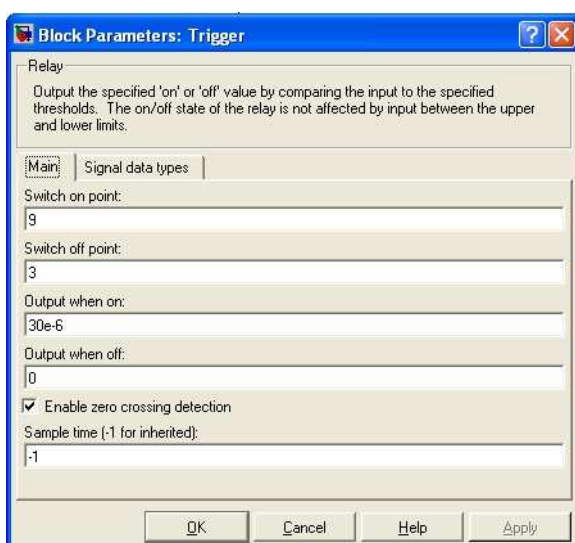 Block Parameters: Trigger
Relay
Output the specified 'on' or 'off' value by comparing the input to the specified
thresholds. The on/off state of the relay is not affected by input between the upper
and lower limits.
Main Signal data types
Switch on point:
9
Switch off point:
3
Output when on:
30e-6
Output when off:
0
Enable zero crossing detection
Sample time (-1 for inherited):
-1
OK Cancel Help Apply